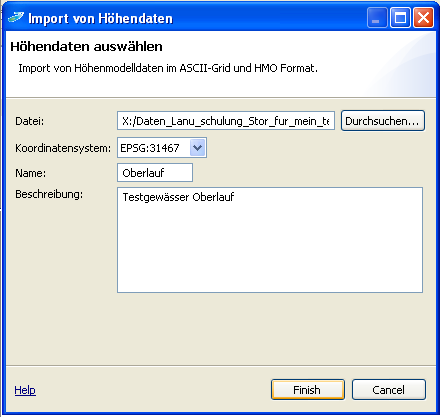 Import von Höhendaten
Höhendaten auswählen
Import von Höhenmodelldaten im ASCII-Grid und HMO Format.
Datei: X:/Daten_Lanu_schulung_Stor_fur_mein_te Durchsuchen...
Koordinatensystem: EPSG:31467
Name: Oberlauf
Beschreibung: Testgewässer Oberlauf
Help Finish Cancel